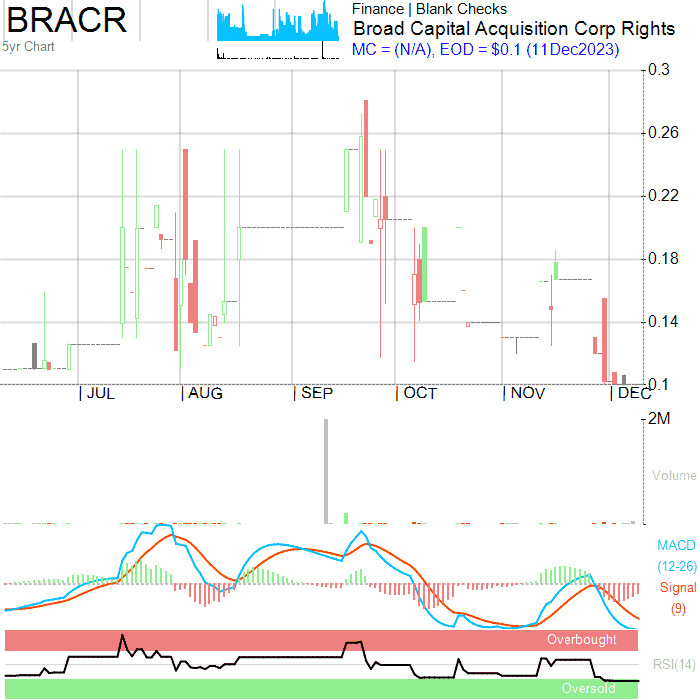 BRACR
5yr Chart
Finance | Blank Checks
Broad Capital Acquisition Corp Rights
MC = (N/A), EOD = $0.1 (11Dec2023)
0.3
0.26
0.22
0.18
0.14
0.1
JUL AUG SEP OCT NOV DEC
2M
Volume
MACD
(12-26)
Signal
(9)
Overbought
RSI(14)
Oversold